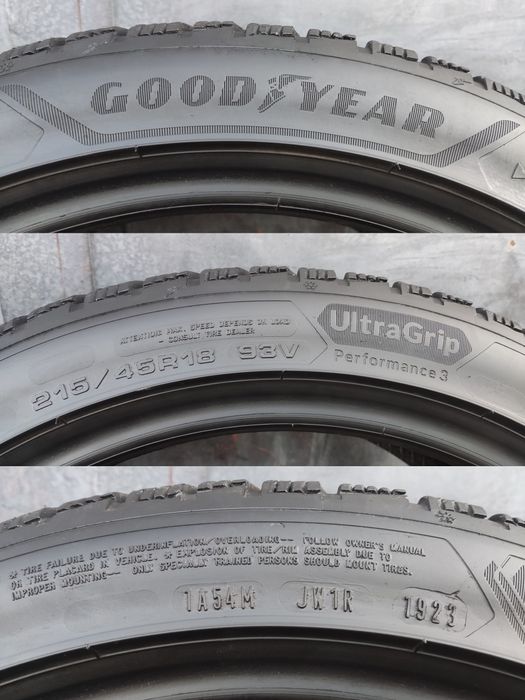 GOODYEAR
ATTENTION: MAX. SPEED DEPENDS ON LOAD
- CONSULT TIRE DEALER
UltraGrip
Performance 3
215/45R18 93V
* TIRE FAILURE DUE TO UNDERINFLATION/OVERLOADING-- FOLLOW OWNER'S MANUAL
OR TIRE PLACARD IN VEHICLE. * EXPLOSION OF TIRE/RIM ASSEMBLY DUE TO
IMPROPER MOUNTING-- ONLY SPECIALLY TRAINED PERSONS SHOULD MOUNT TIRES.
1A54M JW1R 1923